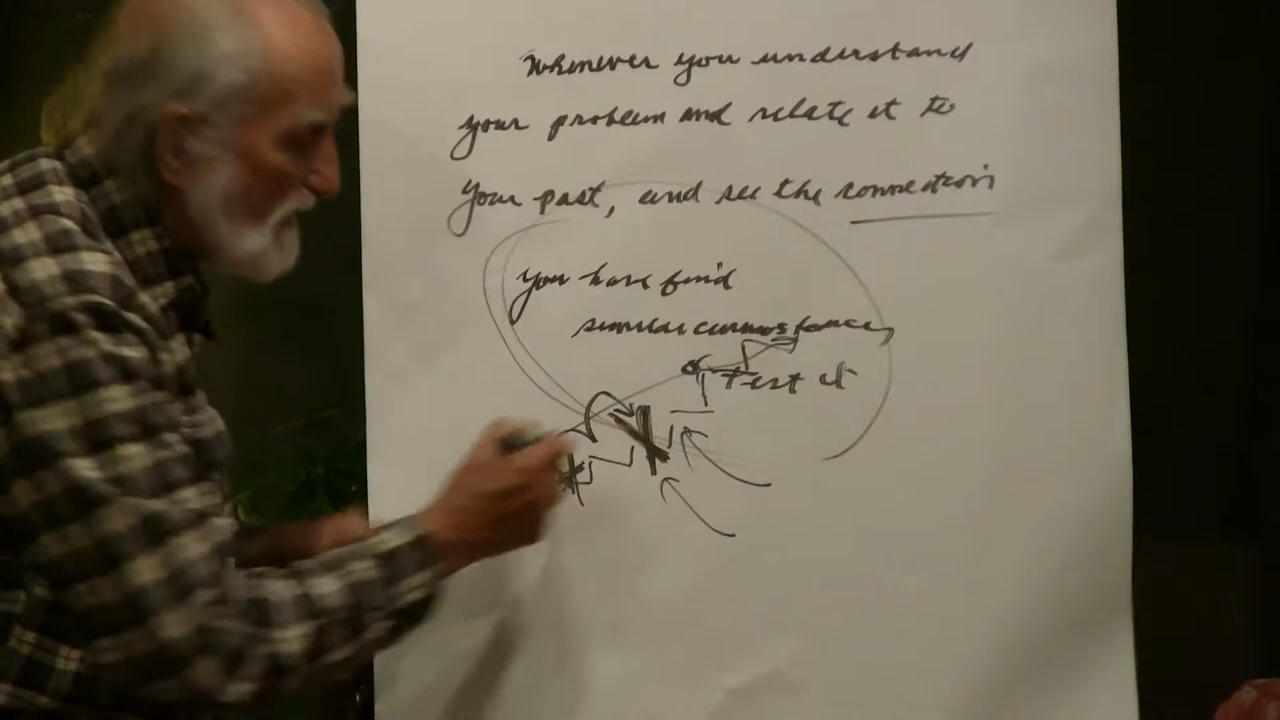 Whenever you understand
your problem and relate it to
your past, and see the connection
you have find
similar circumstances,
Test it